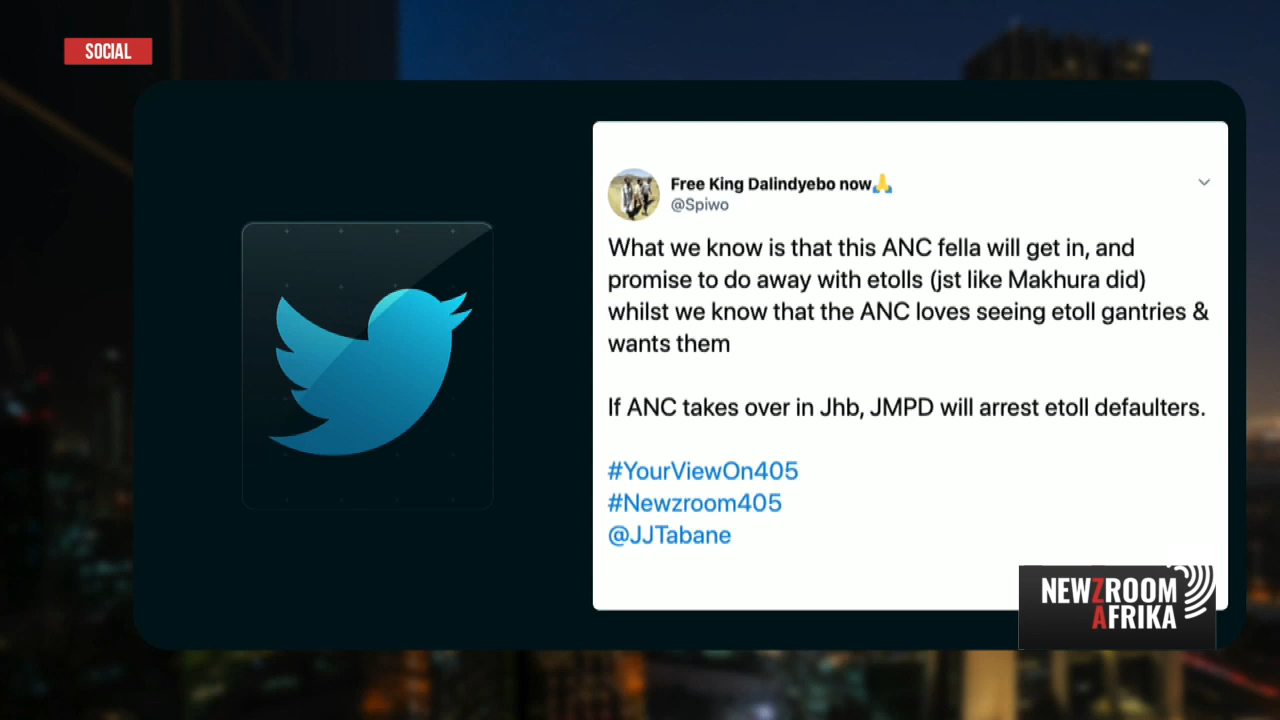 SOCIAL
Free King Dalindyebo now🙏
@Spiwo
What we know is that this ANC fella will get in, and
promise to do away with etolls (jst like Makhura did)
whilst we know that the ANC loves seeing etoll gantries &
wants them
If ANC takes over in Jhb, JMPD will arrest etoll defaulters.
#YourViewOn405
#Newzroom405
@JJTabane
NEWZROOM
AFRIKA